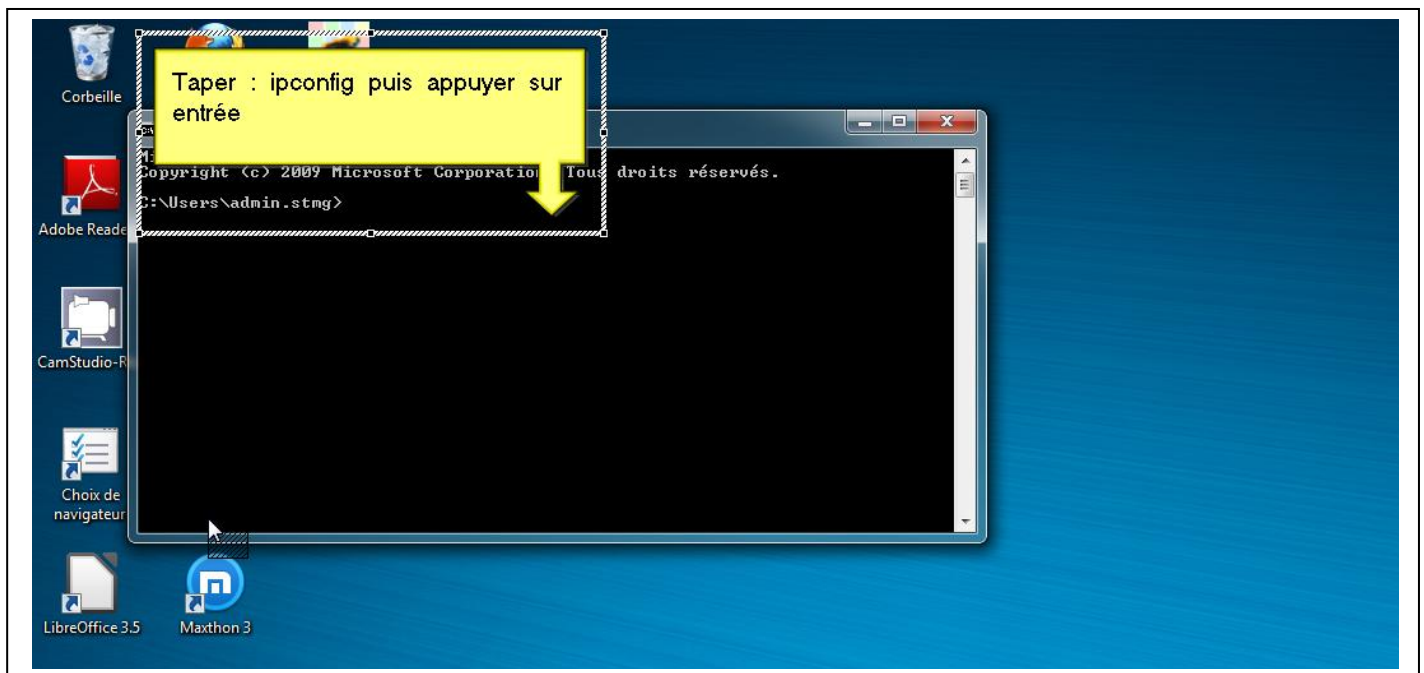 Corbeille
Taper : ipconfig puis appuyer sur
entrée
Copyright (c) 2009 Microsoft Corporation Tous droits réservés.
C:\Users\admin.stmg>
Adobe Reade
CamStudio-R
Choix de
navigateur
LibreOffice 3.5
Maxthon 3